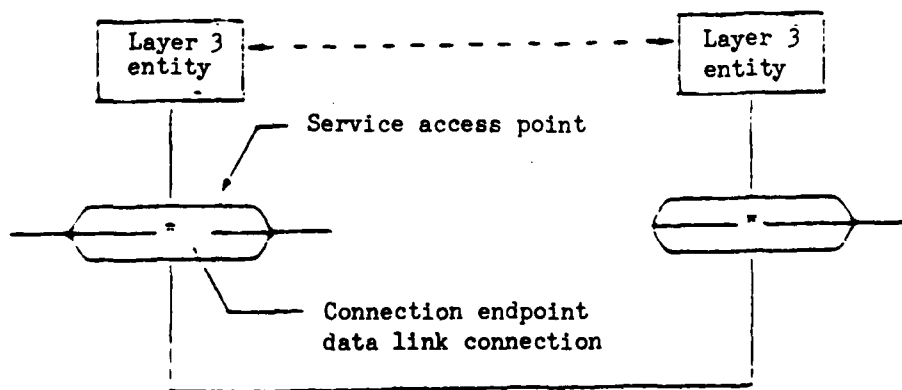 Layer 3
entity
Layer 3
entity
Service access point
Connection endpoint
data link connection